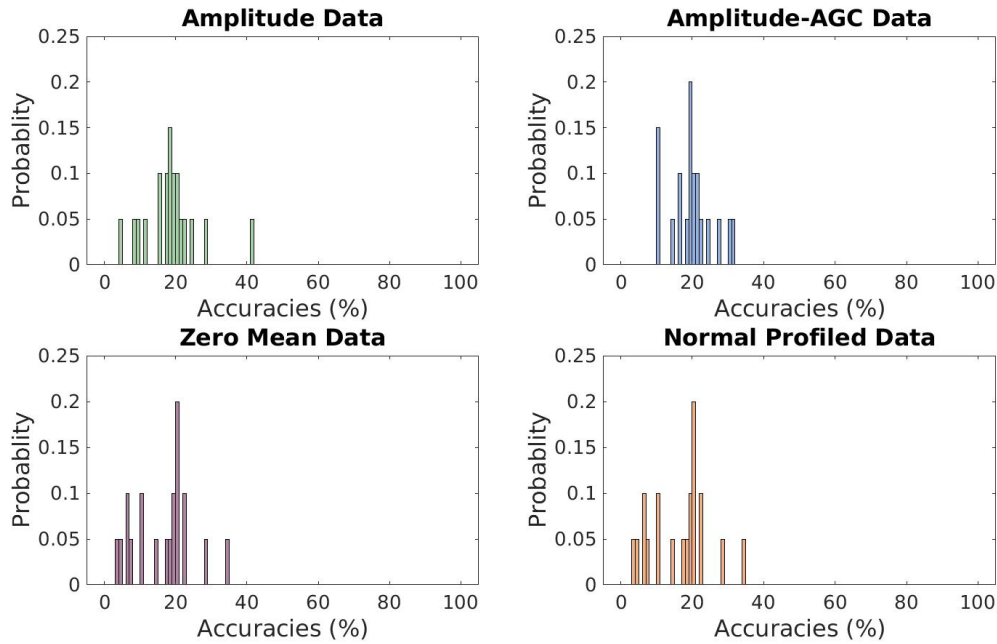 Amplitude Data
Probablity
0.25
0.2
0.15
0.1
0.05
0
0 20 40 60 80 100
Accuracies (%)
Amplitude-AGC Data
Probablity
0.25
0.2
0.15
0.1
0.05
0
0 20 40 60 80 100
Accuracies (%)
Zero Mean Data
Probablity
0.25
0.2
0.15
0.1
0.05
0
0 20 40 60 80 100
Accuracies (%)
Normal Profiled Data
Probablity
0.25
0.2
0.15
0.1
0.05
0
0 20 40 60 80 100
Accuracies (%)